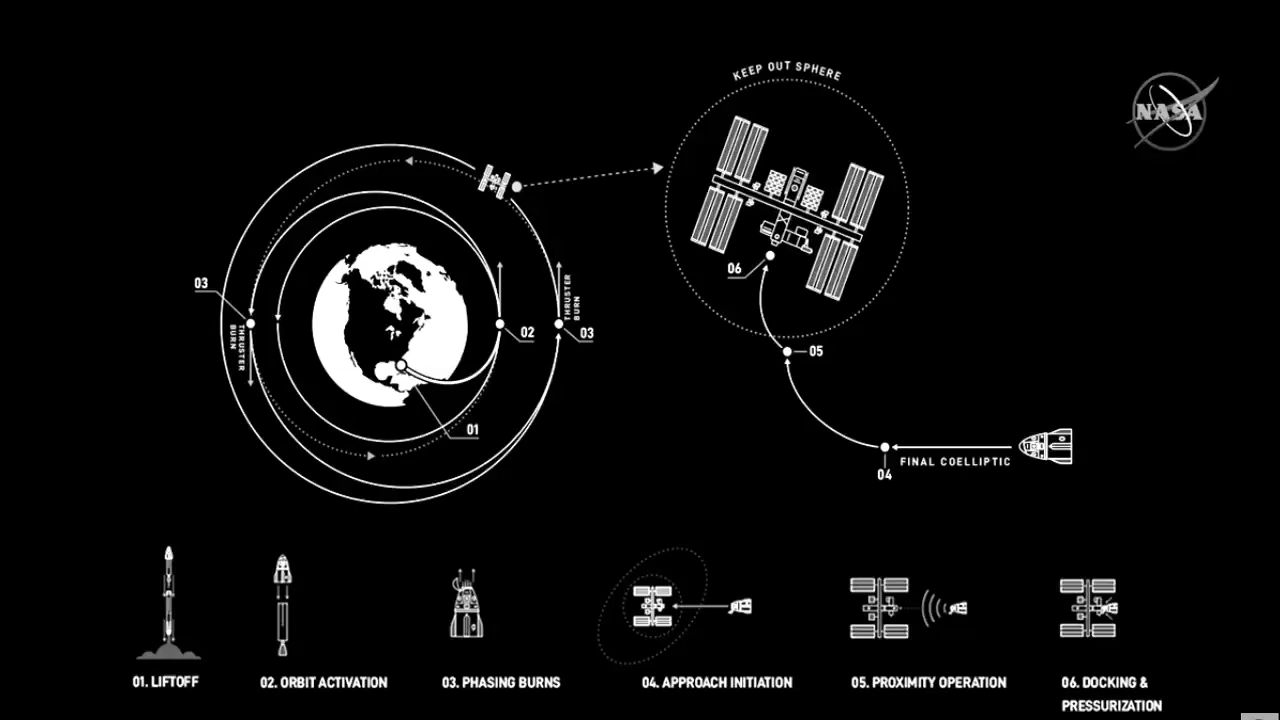 KEEP OUT SPHERE
NASA
03
THRUSTER
BURN
THRUSTER
BURN
02
03
01
06
05
04
FINAL COELLIPTIC
01. LIFTOFF
02. ORBIT ACTIVATION
03. PHASING BURNS
04. APPROACH INITIATION
05. PROXIMITY OPERATION
06. DOCKING &
PRESSURIZATION